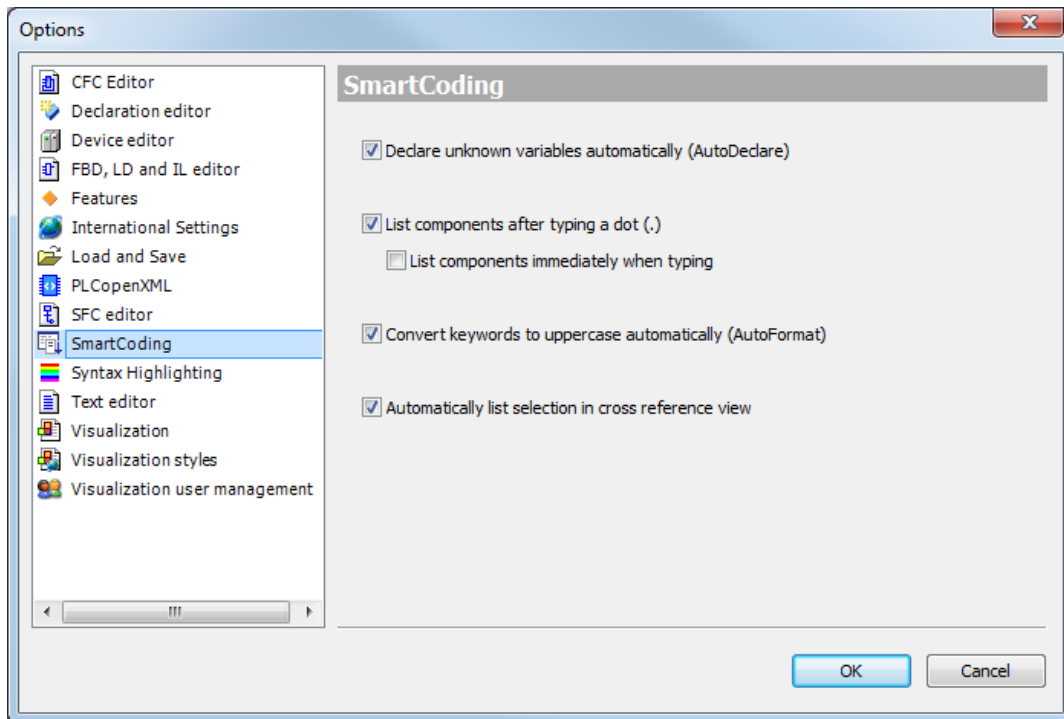 Options
CFC Editor
Declaration editor
Device editor
FBD, LD and IL editor
Features
International Settings
Load and Save
PLCopenXML
SFC editor
SmartCoding
Syntax Highlighting
Text editor
Visualization
Visualization styles
Visualization user management
SmartCoding
Declare unknown variables automatically (AutoDeclare)
List components after typing a dot (.)
List components immediately when typing
Convert keywords to uppercase automatically (AutoFormat)
Automatically list selection in cross reference view
OK
Cancel